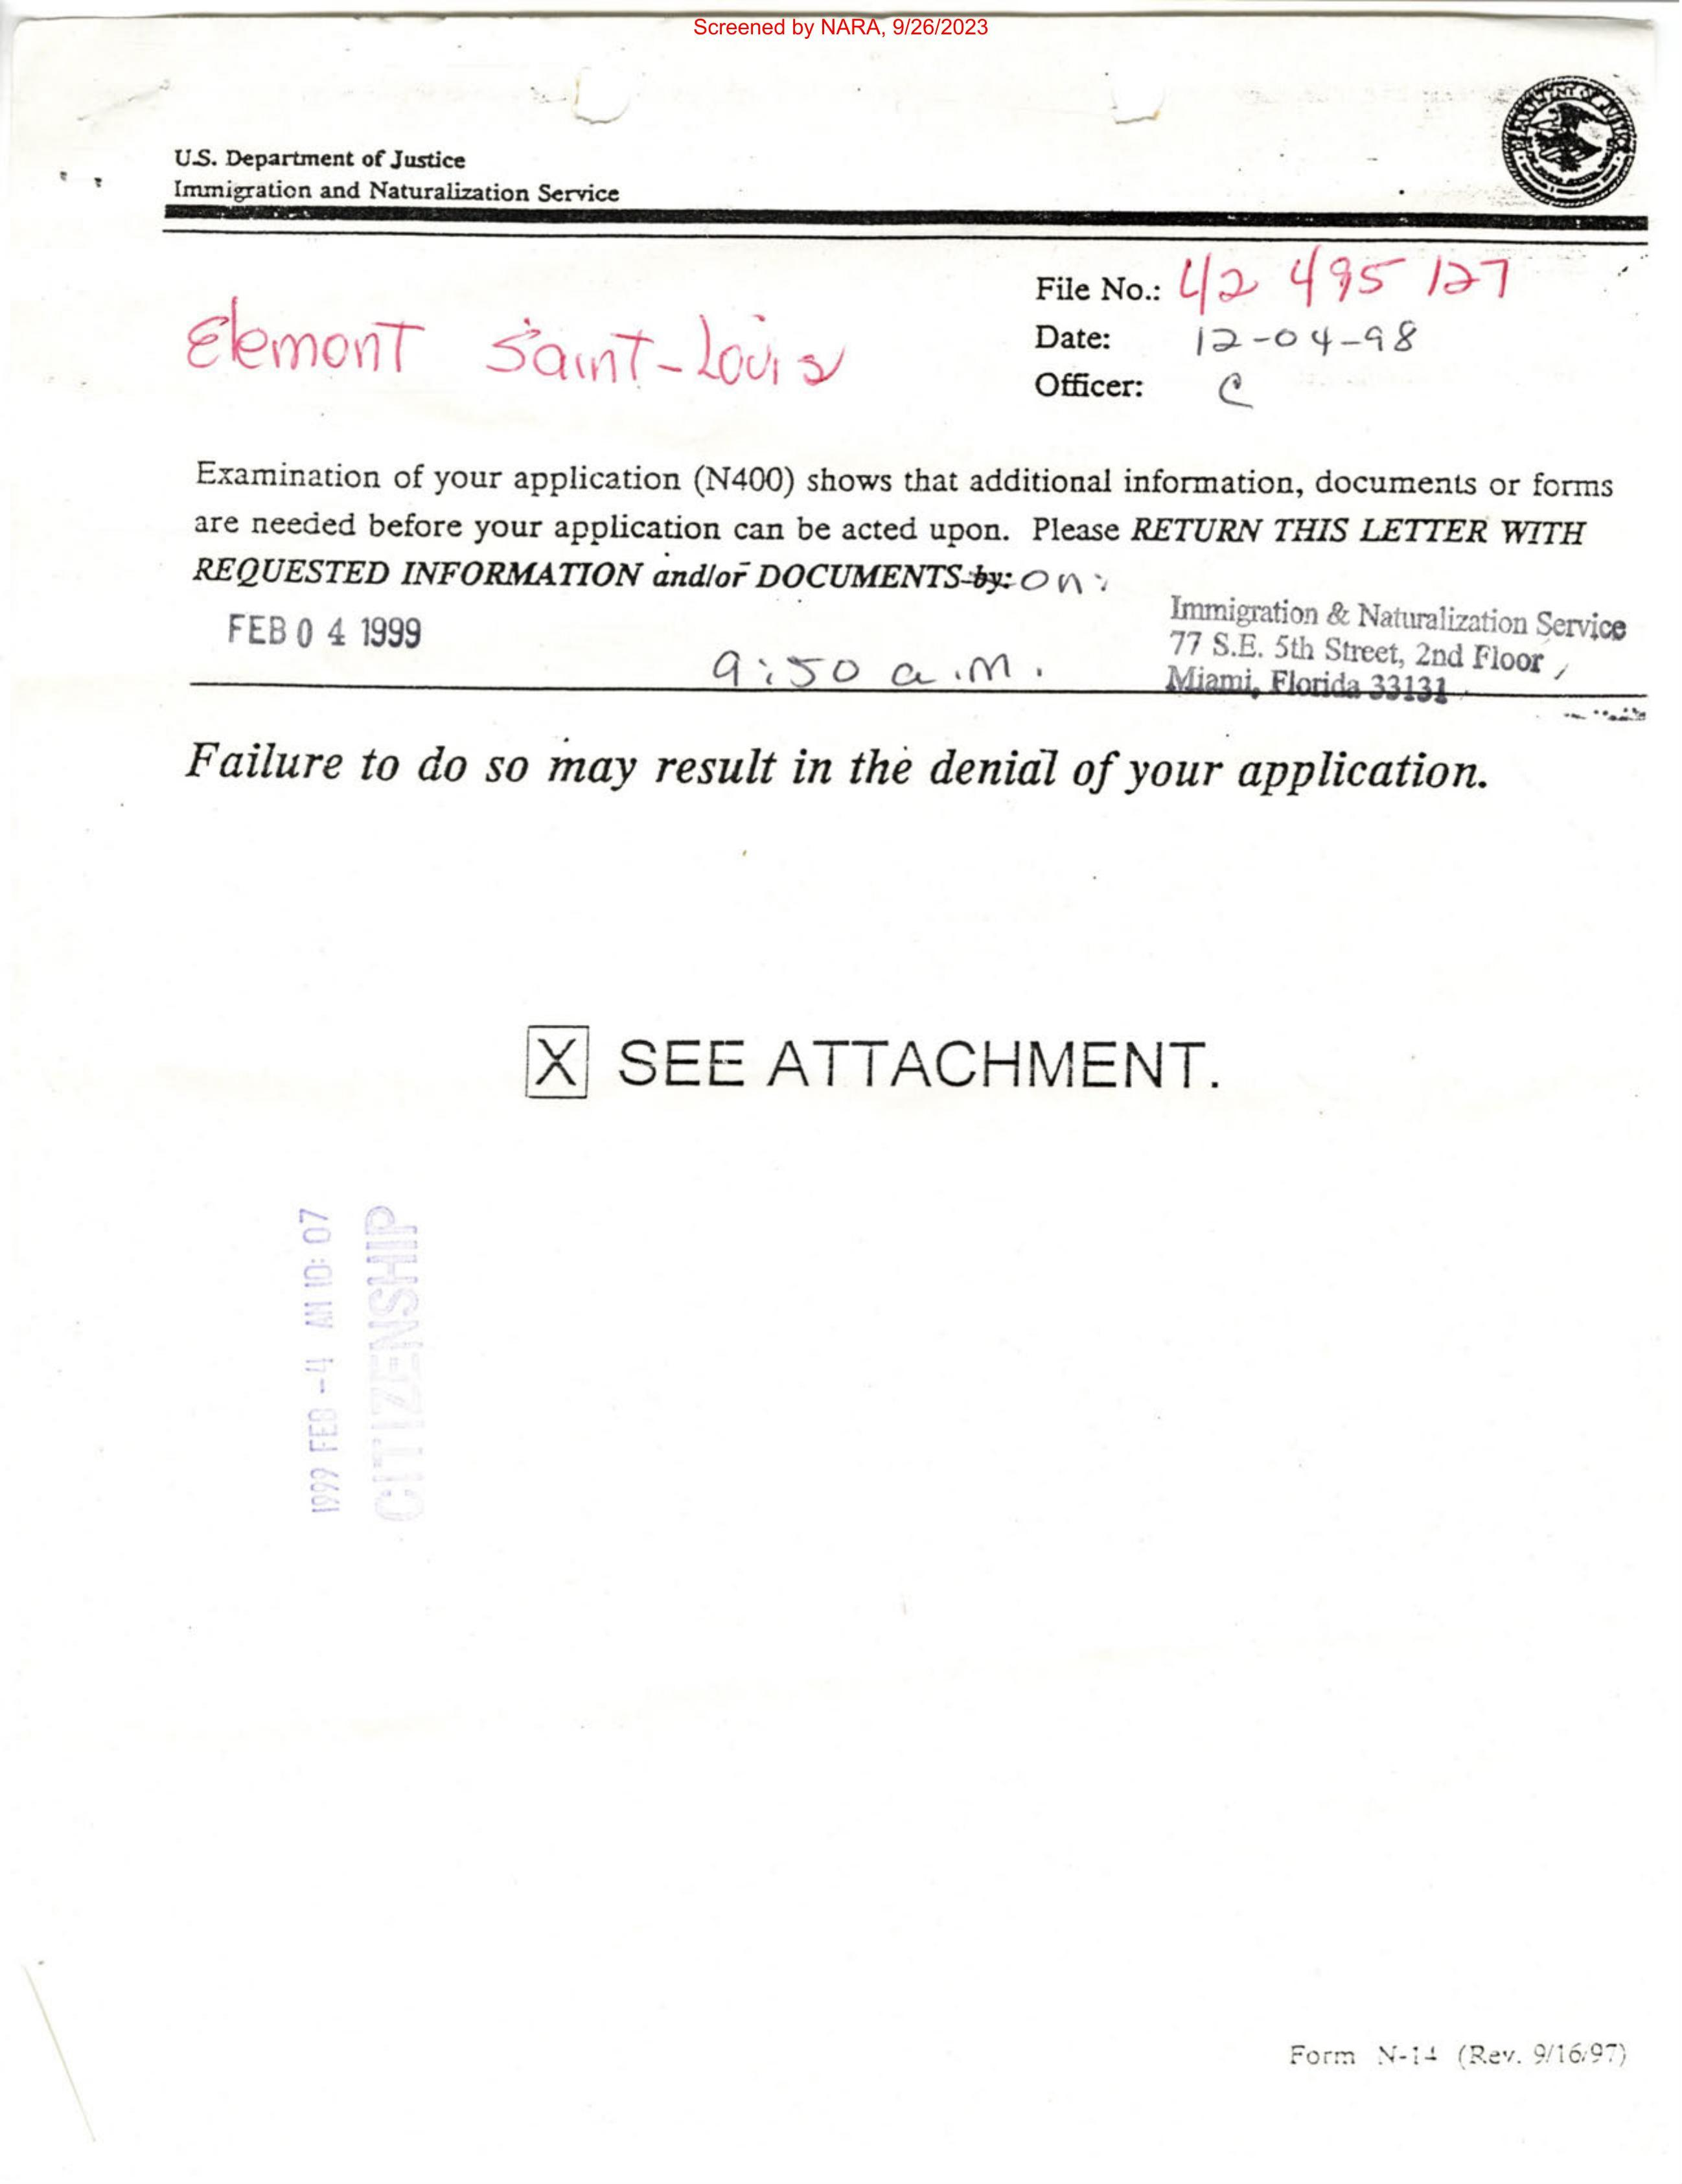 Screened by NARA, 9/26/2023
U.S. Department of Justice
Immigration and Naturalization Service
File No.: 42 495 127
Elemont Saint-Louis
Date: 12-04-98
Officer: C
Examination of your application (N400) shows that additional information, documents or forms
are needed before your application can be acted upon. Please RETURN THIS LETTER WITH
REQUESTED INFORMATION and/or DOCUMENTS by: on:
FEB 04 1999
9:50 a.m.
Immigration & Naturalization Service
77 S.E. 5th Street, 2nd Floor
Miami, Florida 33131
Failure to do so may result in the denial of your application.
X SEE ATTACHMENT.
1999 FEB -4 AM 10: 07
CITIZENSHIP
Form N-14 (Rev. 9/16/97)